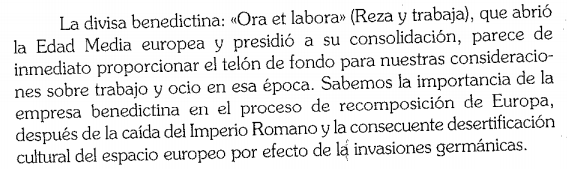 La divisa benedictina: «Ora et labora» (Reza y trabaja), que abrió
la Edad Media europea y presidió a su consolidación, parece de
inmediato proporcionar el telón de fondo para nuestras consideracio-
nes sobre trabajo y ocio en esa época. Sabemos la importancia de la
empresa benedictina en el proceso de recomposición de Europa,
después de la caída del Imperio Romano y la consecuente desertificación
cultural del espacio europeo por efecto de la invasiones germánicas.